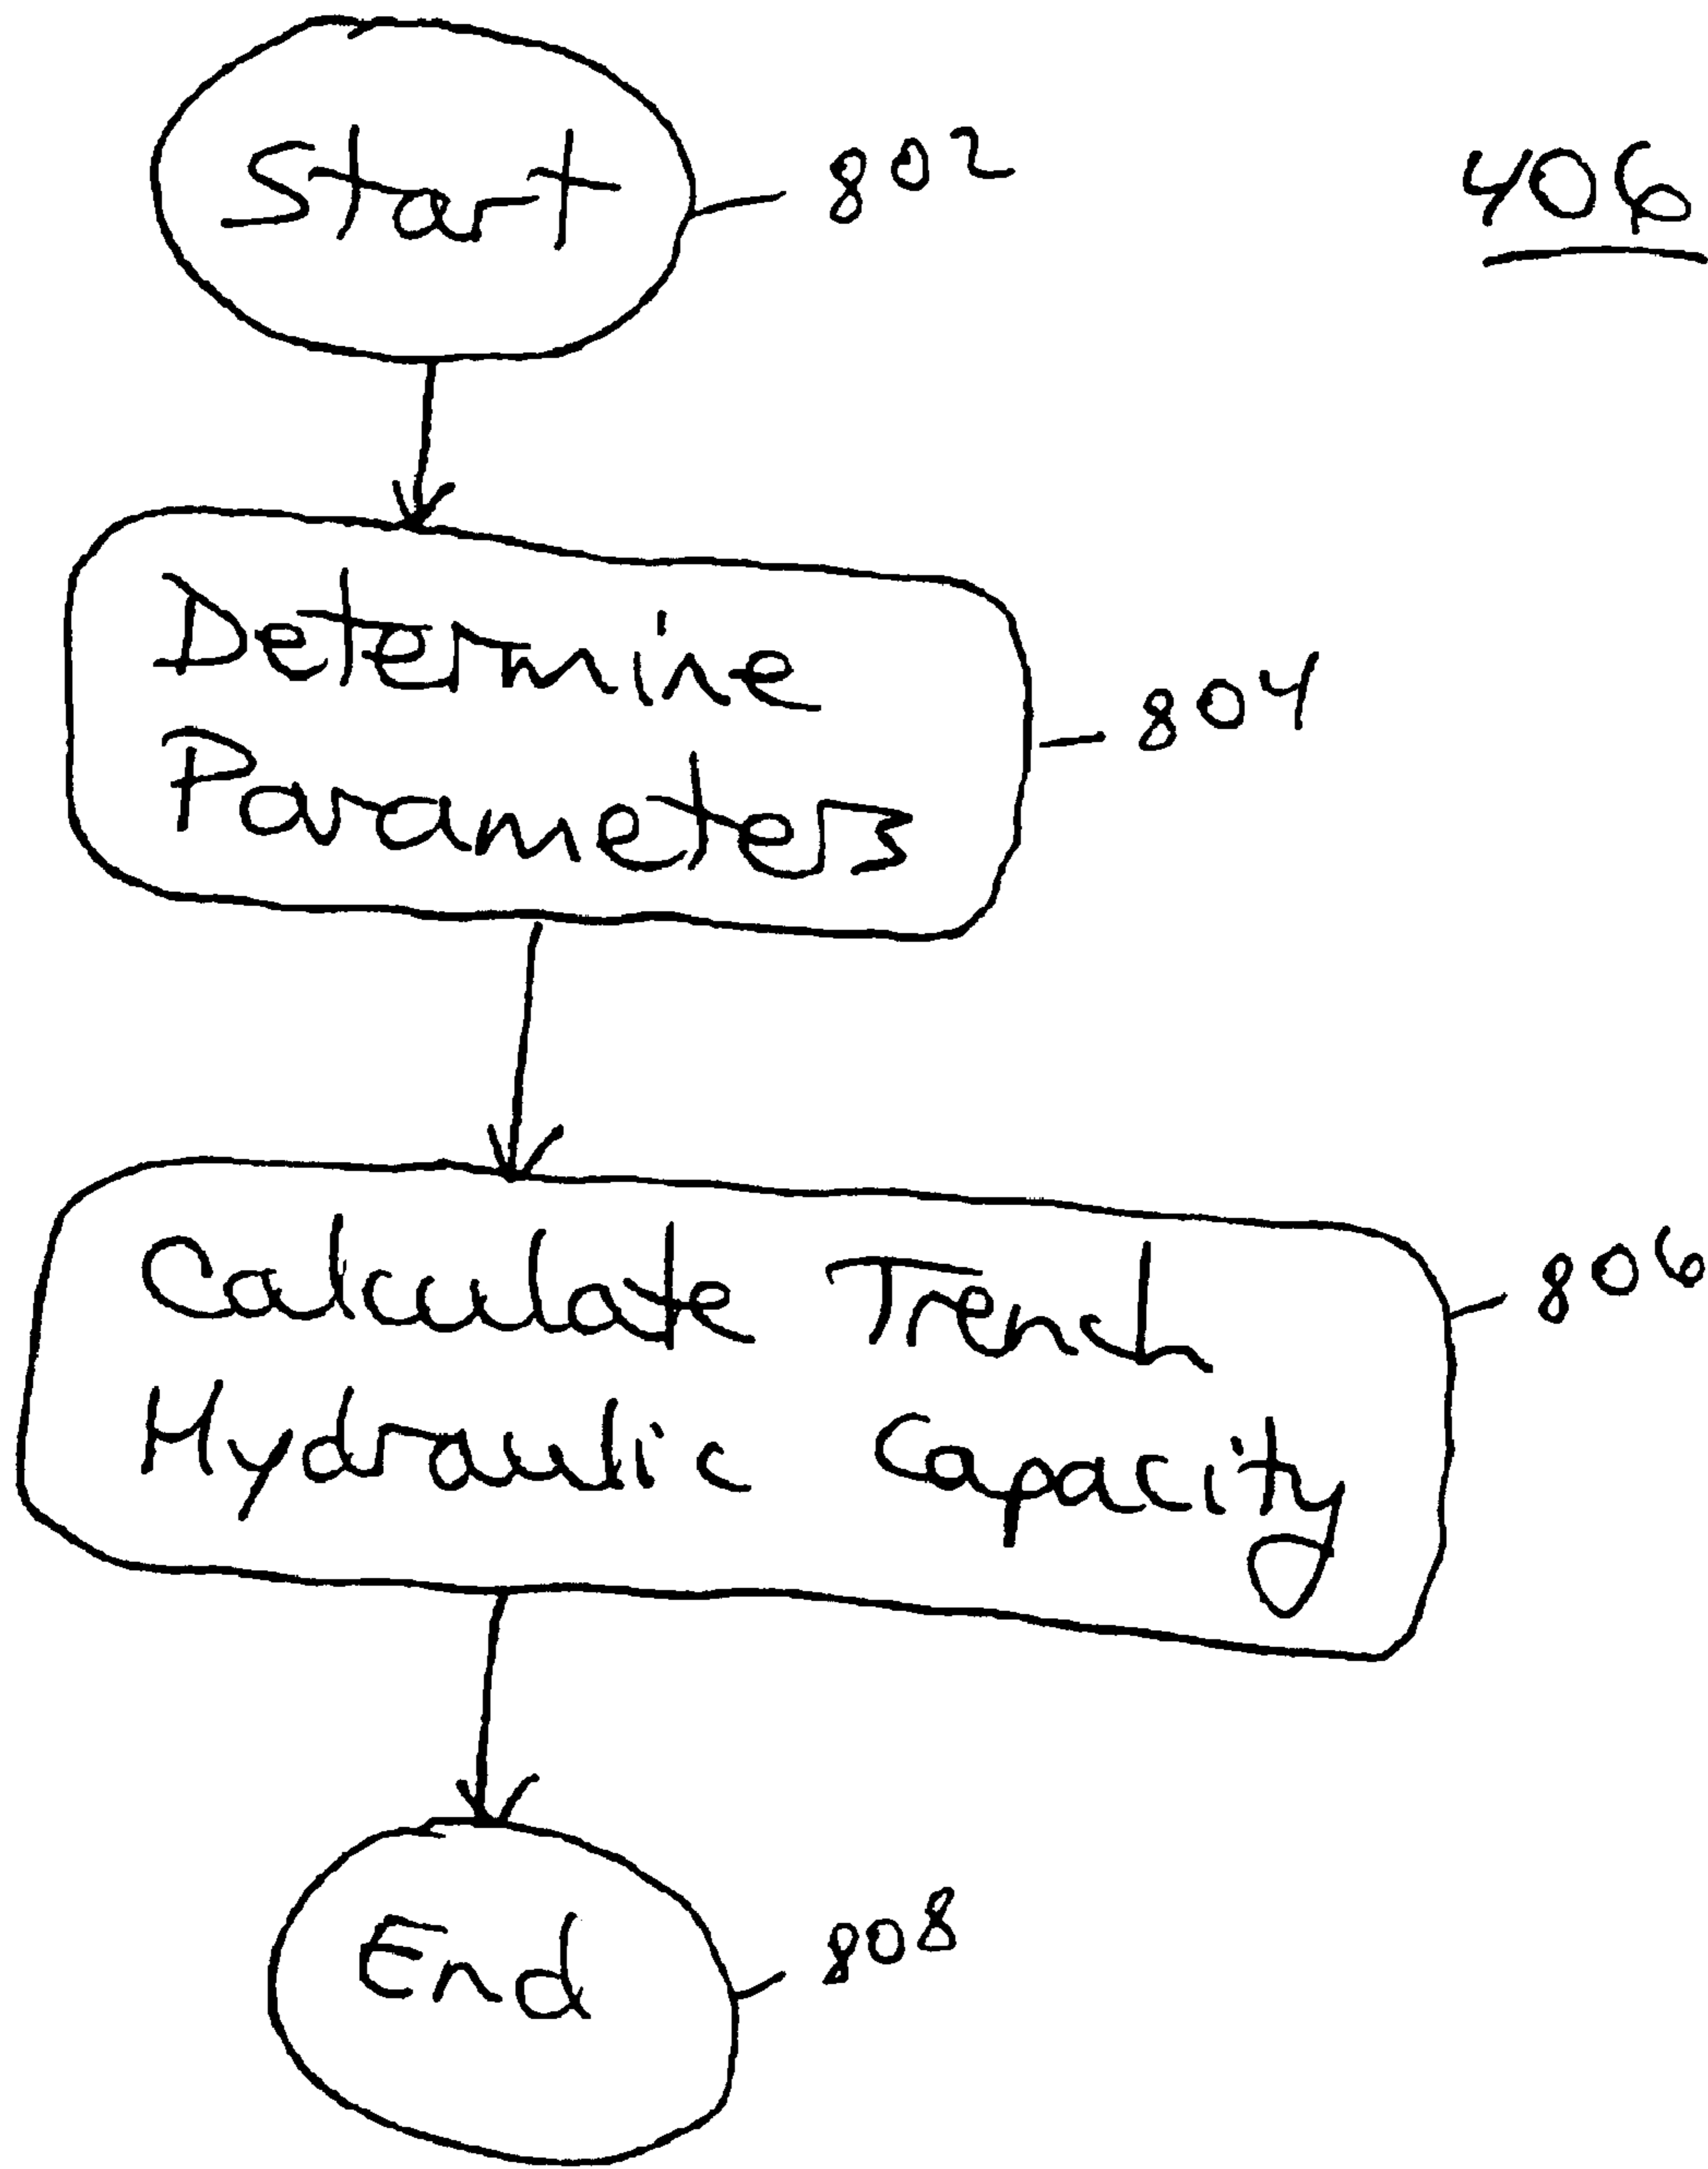 Start 802 406
Determine
Parameters 804
Calculate Trench 806
Hydraulic Capacity
End 808